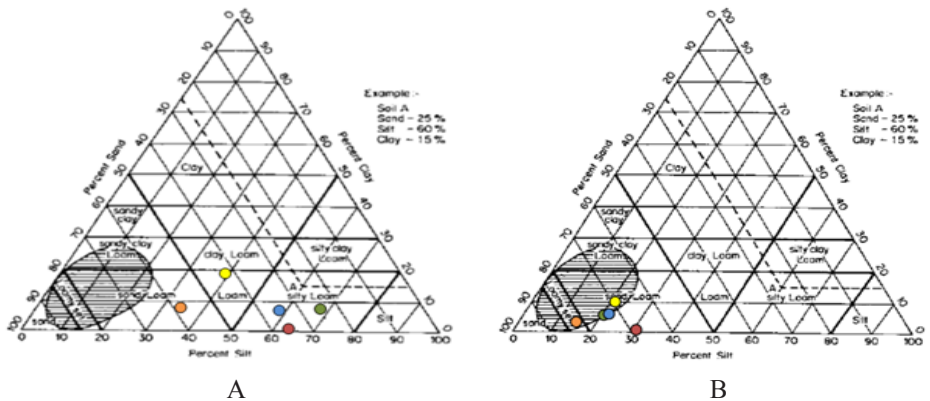 0 100
10 90
20 80
30 70
40 60
50 50
60 40
70 30
80 20
90 10
100 0
0 10 20 30 40 50 60 70 80 90 100
Percent Sand
Percent Clay
Percent Silt
Clay
sandy clay
sandy clay Loam
clay Loam
silty clay Loam
Loam
silty Loam
sand
Silt
A
Example:-
Soil A
Sand - 25 %
Silt - 60 %
Clay - 15 %
A
0 100
10 90
20 80
30 70
40 60
50 50
60 40
70 30
80 20
90 10
100 0
0 10 20 30 40 50 60 70 80 90 100
Percent Sand
Percent Clay
Percent Silt
Clay
sandy clay
sandy clay Loam
clay Loam
silty clay Loam
Loam
silty Loam
sand
Silt
A
Example:-
Soil A
Sand - 25 %
Silt - 60 %
Clay - 15 %
B